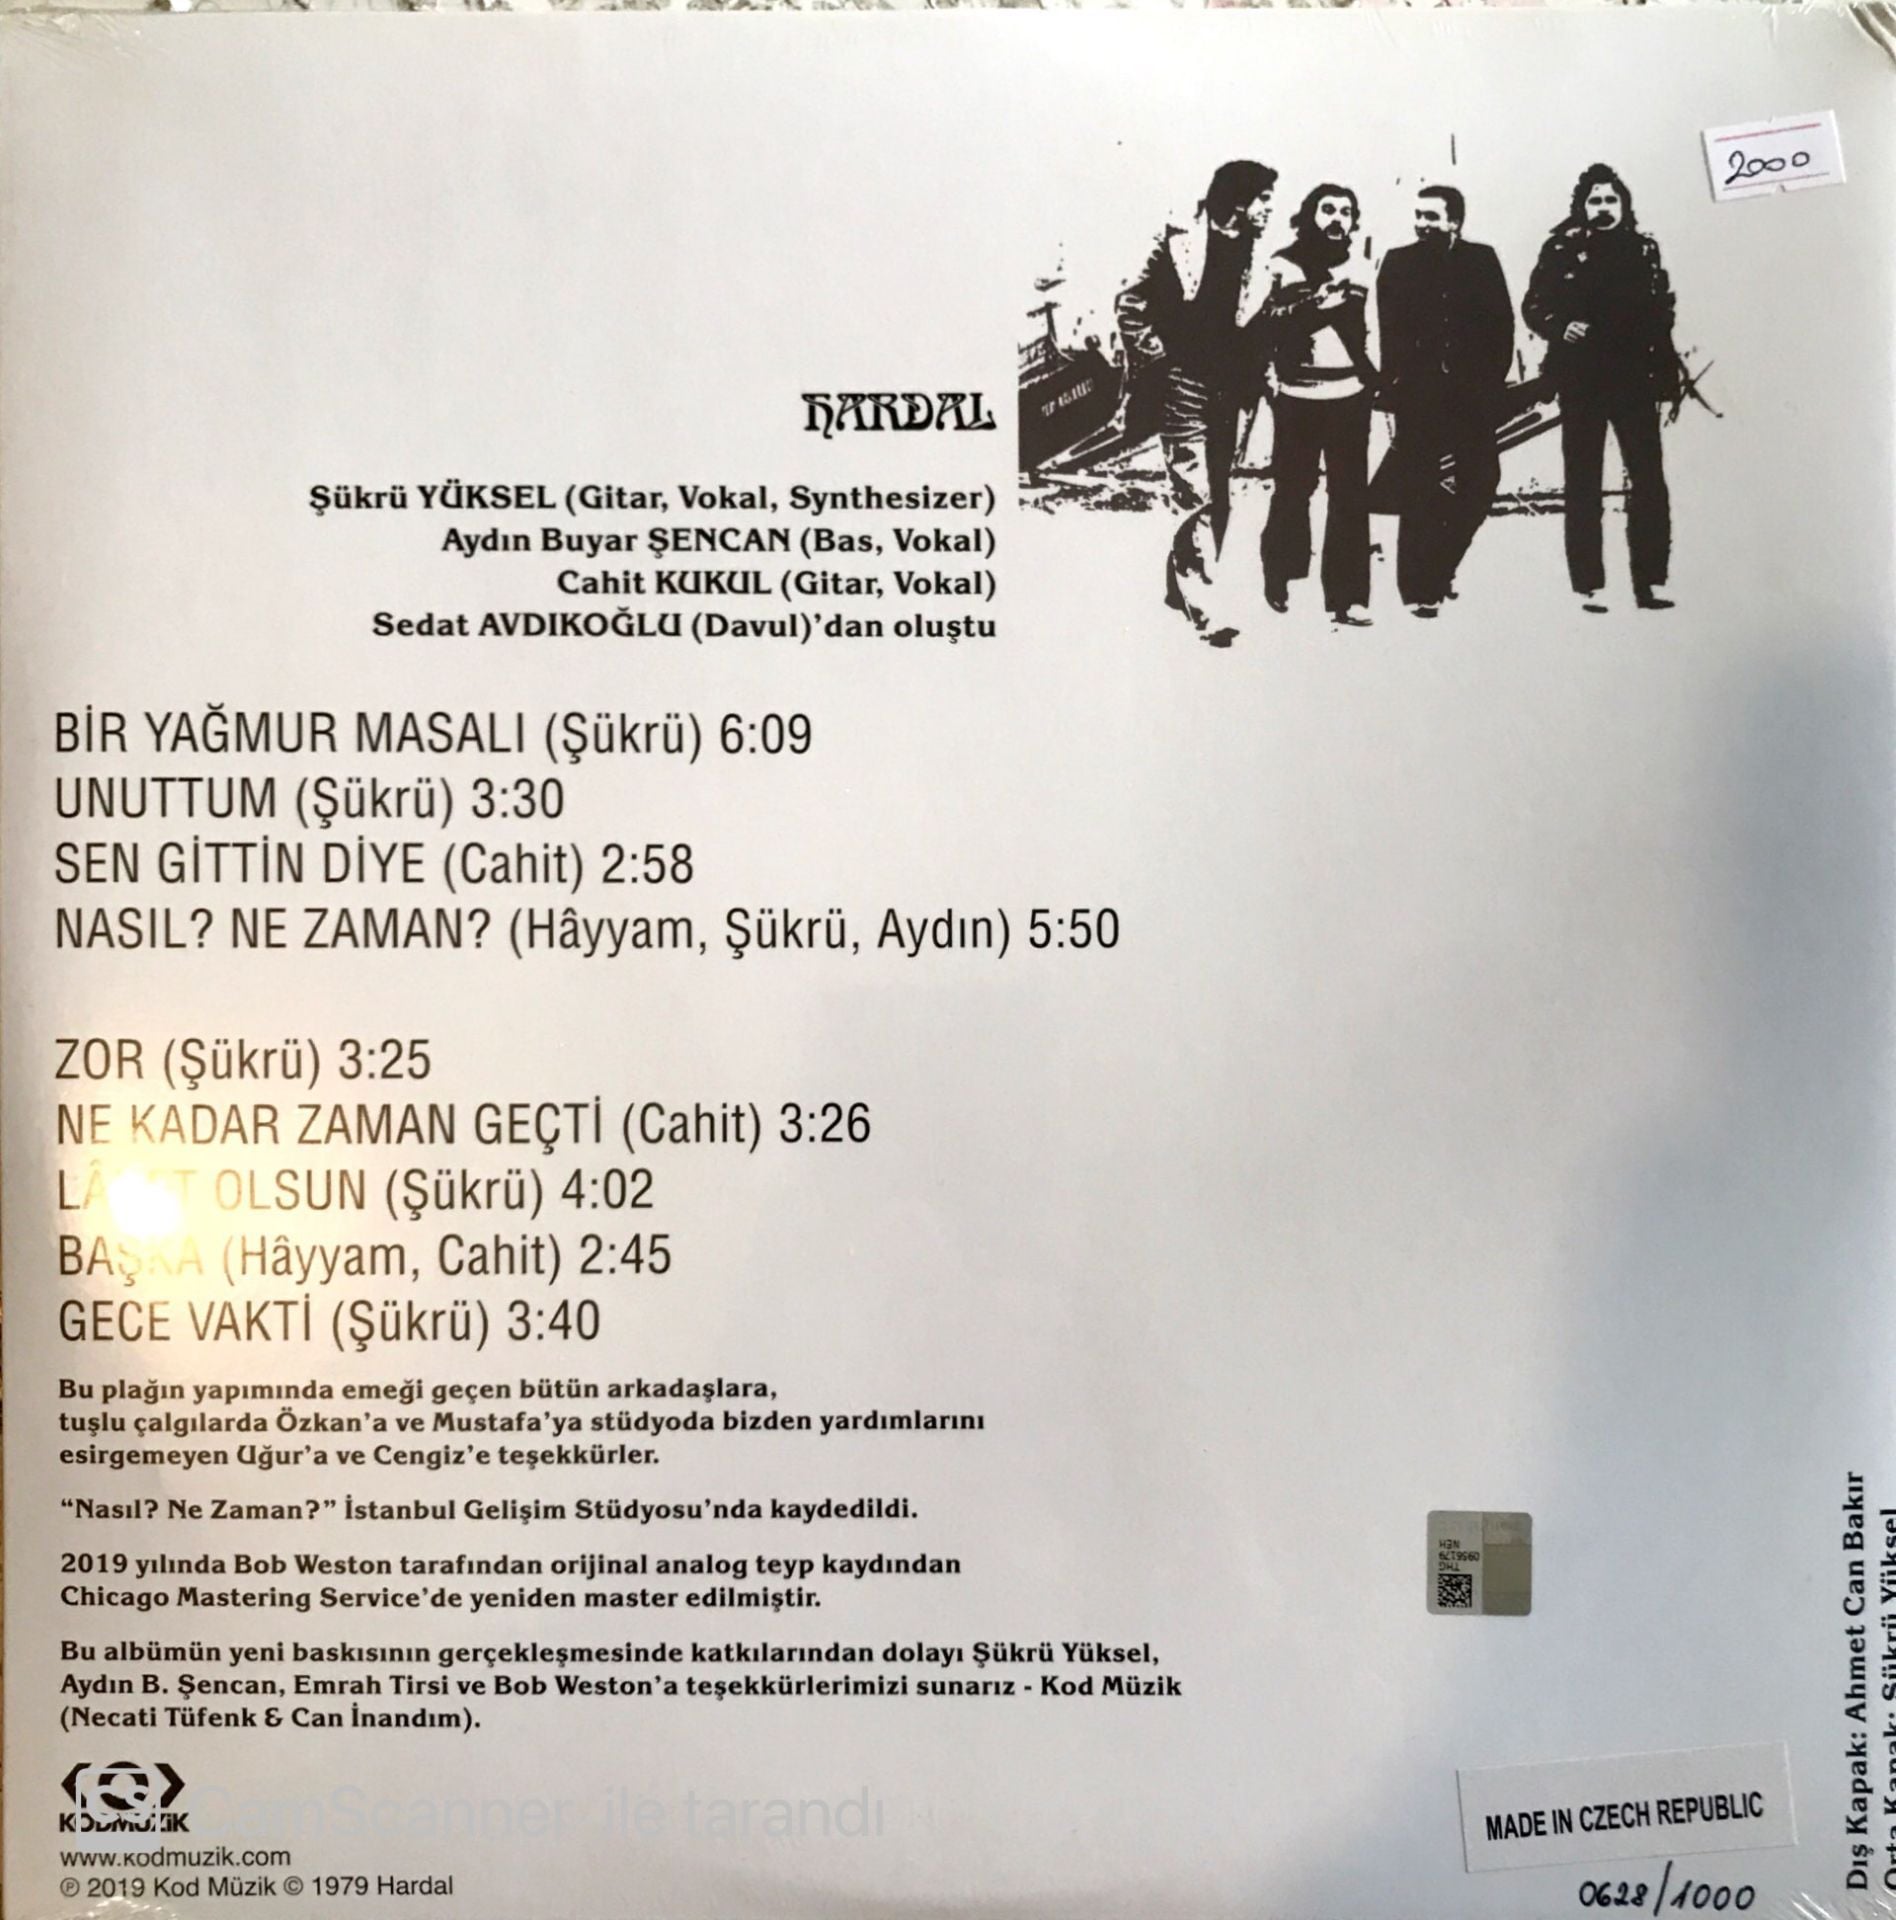 2000
HARDAL
Şükrü YÜKSEL (Gitar, Vokal, Synthesizer)
Aydın Buyar ŞENCAN (Bas, Vokal)
Cahit KUKUL (Gitar, Vokal)
Sedat AVDIKOĞLU (Davul)'dan oluştu
BİR YAĞMUR MASALI (Şükrü) 6:09
UNUTTUM (Şükrü) 3:30
SEN GİTTİN DİYE (Cahit) 2:58
NASIL? NE ZAMAN? (Hâyyam, Şükrü, Aydın) 5:50
ZOR (Şükrü) 3:25
NE KADAR ZAMAN GEÇTİ (Cahit) 3:26
OLSUN (Şükrü) 4:02
BAŞKA (Hâyyam, Cahit) 2:45
GECE VAKTİ (Şükrü) 3:40
Bu plağın yapımında emeği geçen bütün arkadaşlara,
tuşlu çalgılarda Özkan'a ve Mustafa'ya stüdyoda bizden yardımlarını
esirgemeyen Uğur'a ve Cengiz'e teşekkürler.
“Nasıl? Ne Zaman?” İstanbul Gelişim Stüdyosu'nda kaydedildi.
2019 yılında Bob Weston tarafından orijinal analog teyp kaydından
Chicago Mastering Service'de yeniden master edilmiştir.
Bu albümün yeni baskısının gerçekleşmesinde katkılarından dolayı Şükrü Yüksel,
Aydın B. Şencan, Emrah Tirsi ve Bob Weston'a teşekkürlerimizi sunarız - Kod Müzik
(Necati Tüfenk & Can İnandım).
KODMÜZİK
CamScanner ile tarandı
www.kodmuzik.com
℗ 2019 Kod Müzik © 1979 Hardal
NEH
0956179
THG
MADE IN CZECH REPUBLIC
0628/1000
Dış Kapak: Ahmet Can Bakır
Orta Kapak: Şükrü Yüksel